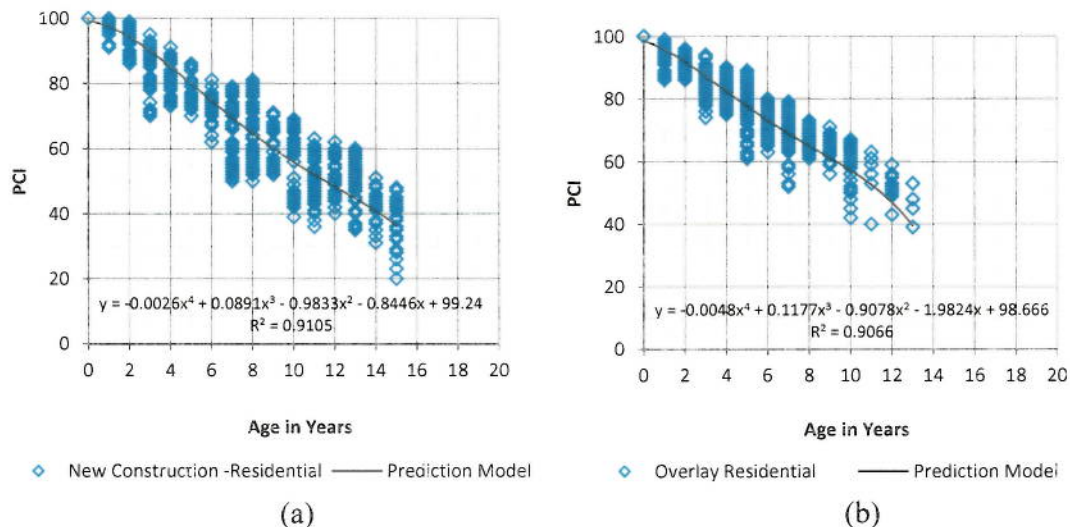 100
80
60
40
20
0
PCI
y = -0.0026x⁴ + 0.0891x³ - 0.9833x² - 0.8446x + 99.24
R² = 0.9105
0 2 4 6 8 10 12 14 16 18 20
Age in Years
New Construction -Residential
Prediction Model
(a)
100
80
60
40
20
0
PCI
y = -0.0048x⁴ + 0.1177x³ - 0.9078x² - 1.9824x + 98.666
R² = 0.9066
0 2 4 6 8 10 12 14 16 18 20
Age in Years
Overlay Residential
Prediction Model
(b)